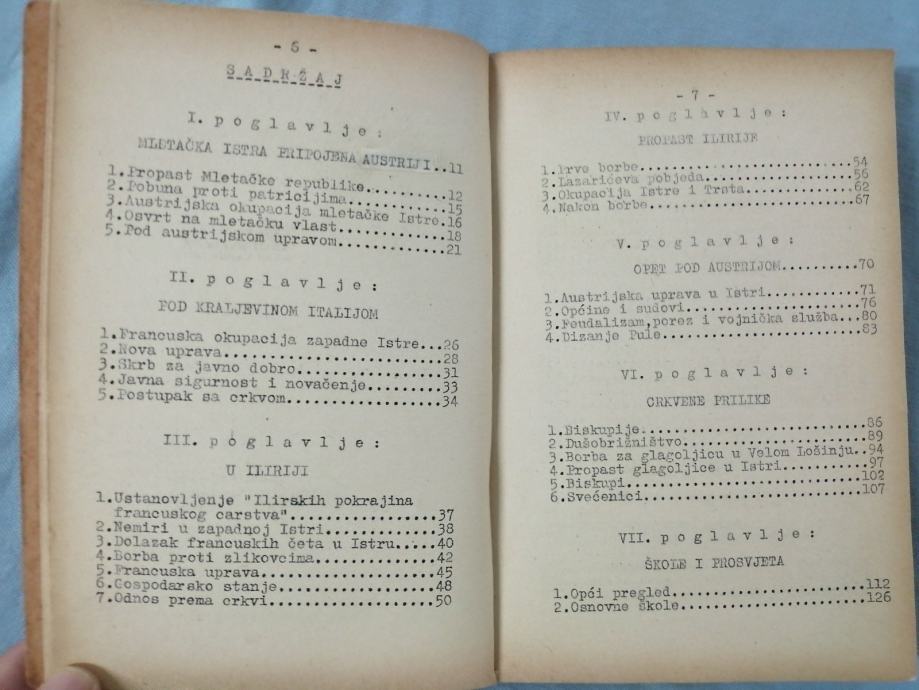 - 6 -
SADRŽAJ
I. poglavlje:
MLETAČKA ISTRA PRIPOJENA AUSTRIJI..11
1.Propast Mletačke republike..........12
2.Pobuna proti patricijima............15
3.Austrijska okupacija mletačke Istre.16
4.Osvrt na mletačku vlast.............18
5.Pod austrijskom upravom.............21
II. poglavlje:
POD KRALJEVINOM ITALIJOM
1.Francuska okupacija zapadne Istre...26
2.Nova uprava.........................28
3.Skrb za javno dobro.................31
4.Javna sigurnost i novačenje.........33
5.Postupak sa crkvom..................34
III. poglavlje:
U ILIRIJI
1.Ustanovljenje "Ilirskih pokrajina
francuskog carstva"..................37
2.Nemiri u zapadnoj Istri.............38
3.Dolazak francuskih četa u Istru.....40
4.Borba proti zlikovcima..............42
5.Francuska uprava....................45
6.Gospodarsko stanje..................48
7.Odnos prema crkvi...................50
- 7 -
IV. poglavlje:
PROPAST ILIRIJE
1.Prve borbe..........................54
2.Lazarićeva pobjeda..................56
3.Okupacija Istre i Trsta.............62
4.Nakon borbe.........................67
V. poglavlje:
OPET POD AUSTRIJOM..........70
1.Austrijska uprava u Istri...........71
2.Općine i sudovi.....................76
3.Feudalizam,porez i vojnička služba..80
4.Dizanje Pule........................83
VI. poglavlje:
CRKVENE PRILIKE
1.Biskupije...........................86
2.Dušobrižništvo......................89
3.Borba za glagoljicu u Velom Lošinju..94
4.Propast glagoljice u Istri..........97
5.Biskupi............................102
6.Svećenici..........................107
VII. poglavlje:
ŠKOLE I PROSVJETA
1.Opći pregled.......................112
2.Osnovne škole......................126